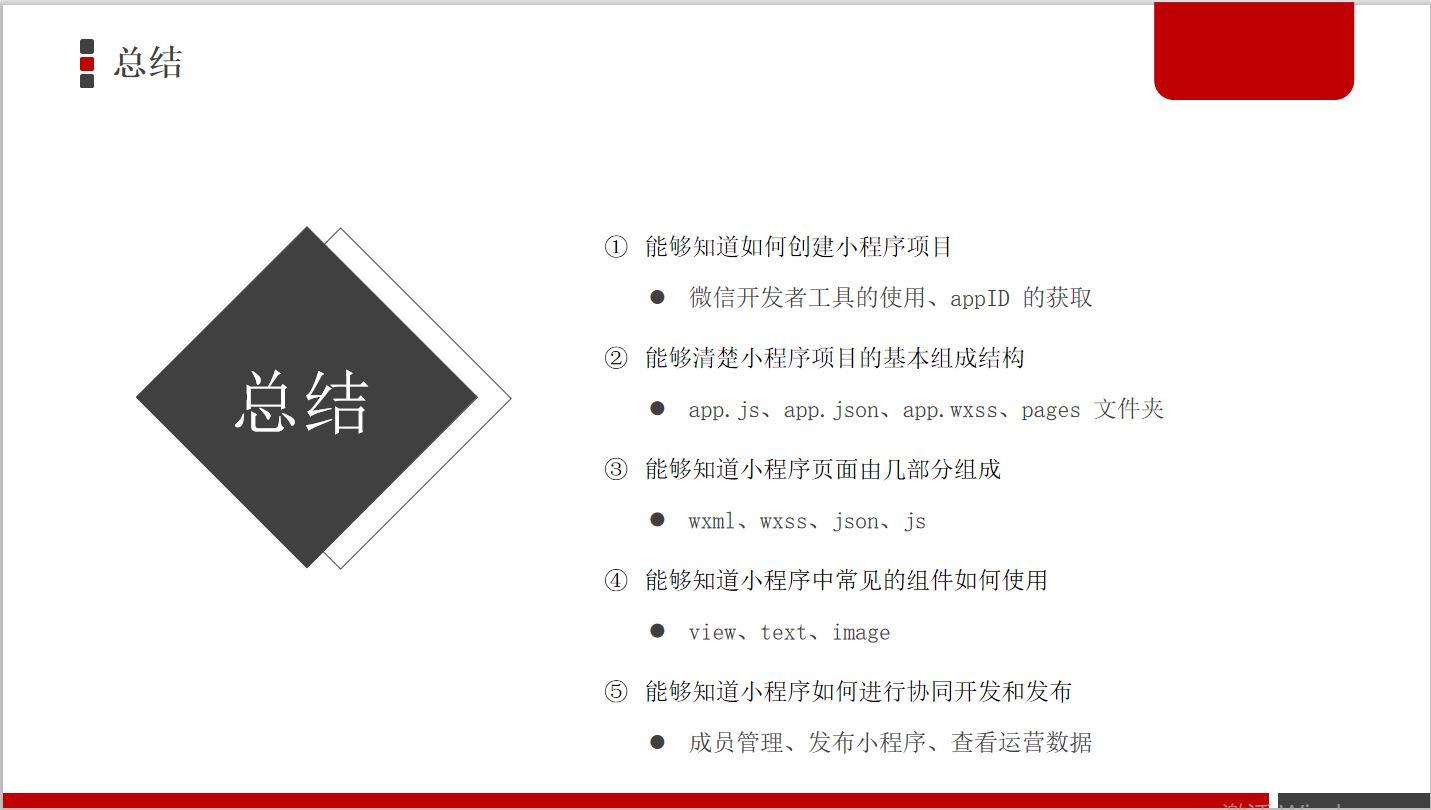 总结
总结
① 能够知道如何创建小程序项目
● 微信开发者工具的使用、appID 的获取
② 能够清楚小程序项目的基本组成结构
● app.js、app.json、app.wxss、pages 文件夹
③ 能够知道小程序页面由几部分组成
● wxml、wxss、json、js
④ 能够知道小程序中常见的组件如何使用
● view、text、image
⑤ 能够知道小程序如何进行协同开发和发布
● 成员管理、发布小程序、查看运营数据